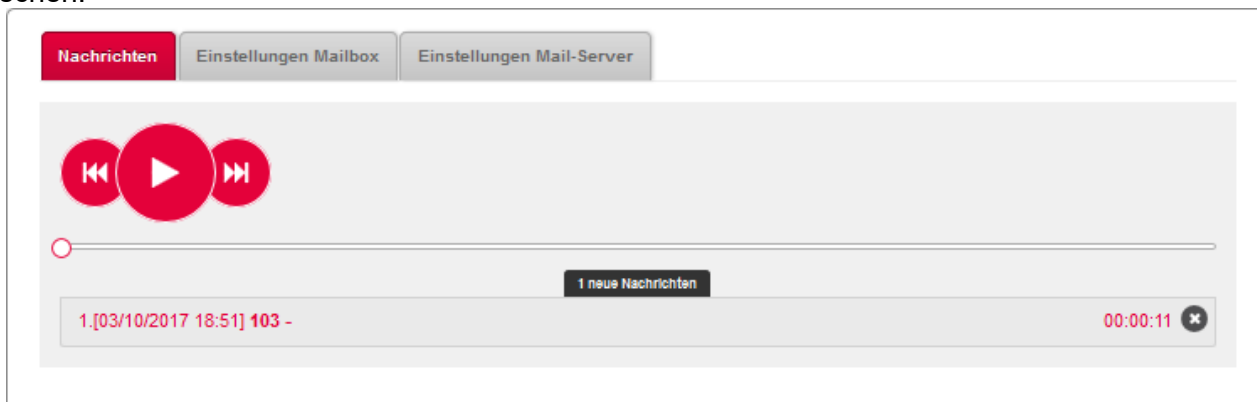 Nachrichten Einstellungen Mailbox Einstellungen Mail-Server
1 neue Nachrichten
1.[03/10/2017 18:51] 103 - 00:00:11